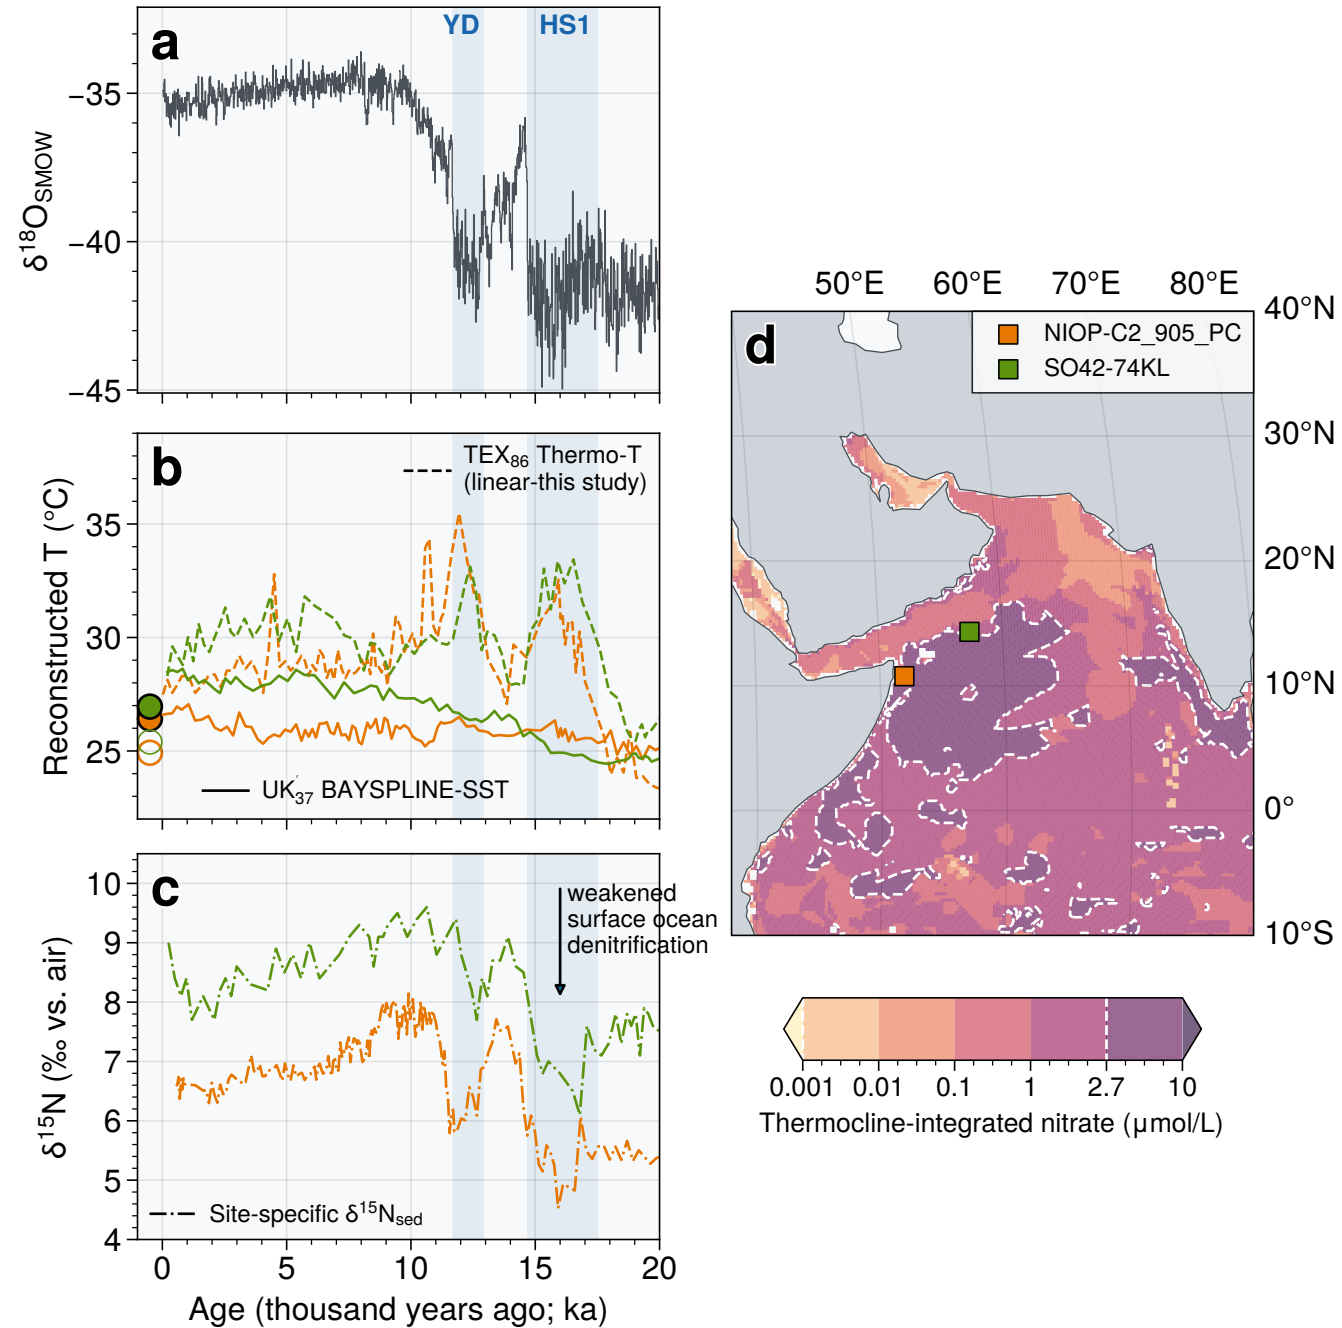 a
YD
HS1
−35
−40
−45
δ¹⁸O_SMOW
b
TEX₈₆ Thermo-T
(linear-this study)
35
30
25
Reconstructed T (°C)
UK′₃₇ BAYSPLINE-SST
c
weakened
surface ocean
denitrification
10
9
8
7
6
5
4
δ¹⁵N (‰ vs. air)
Site-specific δ¹⁵N_sed
0 5 10 15 20
Age (thousand years ago; ka)
50°E 60°E 70°E 80°E
d
NIOP-C2_905_PC
SO42-74KL
40°N
30°N
20°N
10°N
0°
10°S
0.001 0.01 0.1 1 2.7 10
Thermocline-integrated nitrate (μmol/L)